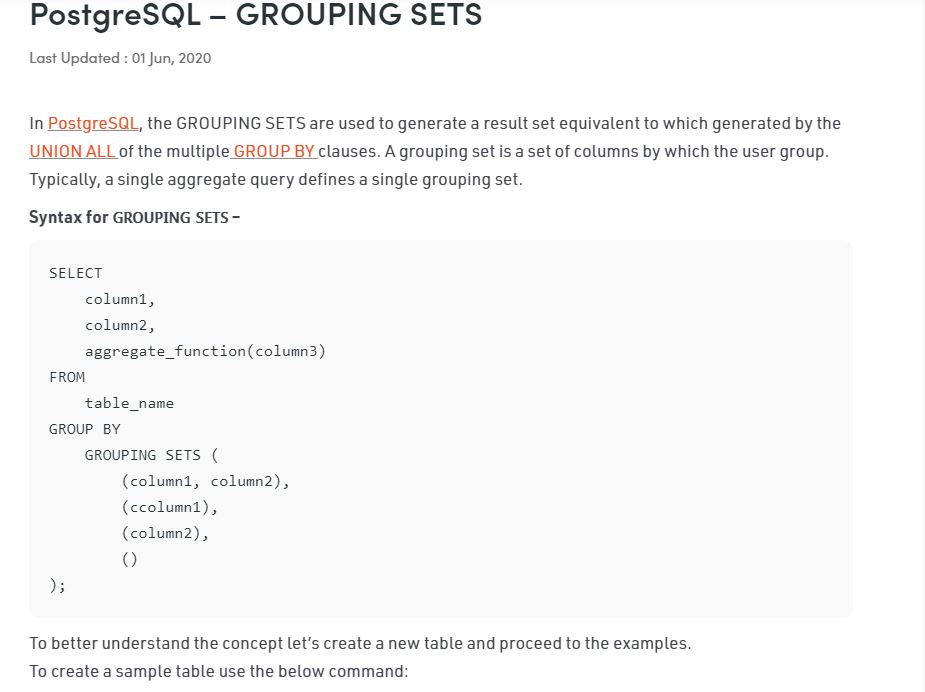 PostgreSQL – GROUPING SETS
Last Updated : 01 Jun, 2020
In PostgreSQL, the GROUPING SETS are used to generate a result set equivalent to which generated by the
UNION ALL of the multiple GROUP BY clauses. A grouping set is a set of columns by which the user group.
Typically, a single aggregate query defines a single grouping set.
Syntax for GROUPING SETS –
SELECT
    column1,
    column2,
    aggregate_function(column3)
FROM
    table_name
GROUP BY
    GROUPING SETS (
        (column1, column2),
        (ccolumn1),
        (column2),
        ()
);
To better understand the concept let’s create a new table and proceed to the examples.
To create a sample table use the below command: